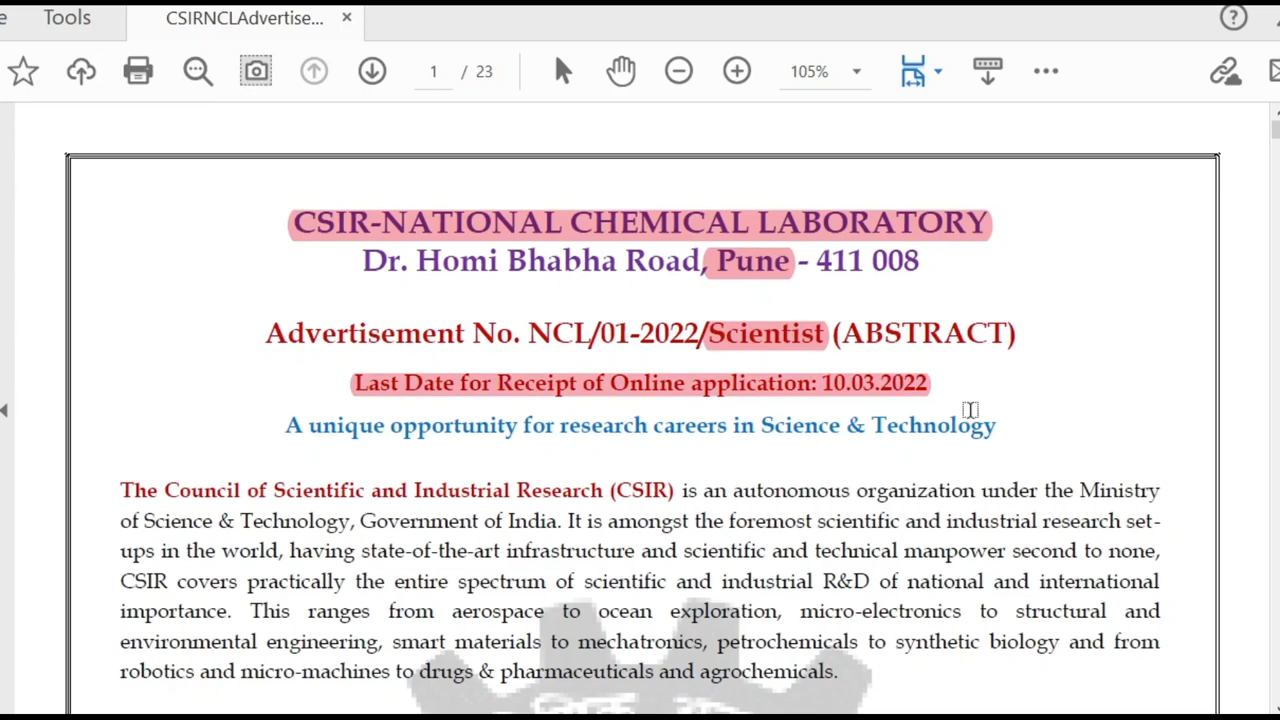 Tools
CSIRNCLAdvertise... ×
1 / 23
105%
CSIR-NATIONAL CHEMICAL LABORATORY
Dr. Homi Bhabha Road, Pune - 411 008
Advertisement No. NCL/01-2022/Scientist (ABSTRACT)
Last Date for Receipt of Online application: 10.03.2022
A unique opportunity for research careers in Science & Technology
The Council of Scientific and Industrial Research (CSIR) is an autonomous organization under the Ministry
of Science & Technology, Government of India. It is amongst the foremost scientific and industrial research set-
ups in the world, having state-of-the-art infrastructure and scientific and technical manpower second to none,
CSIR covers practically the entire spectrum of scientific and industrial R&D of national and international
importance. This ranges from aerospace to ocean exploration, micro-electronics to structural and
environmental engineering, smart materials to mechatronics, petrochemicals to synthetic biology and from
robotics and micro-machines to drugs & pharmaceuticals and agrochemicals.